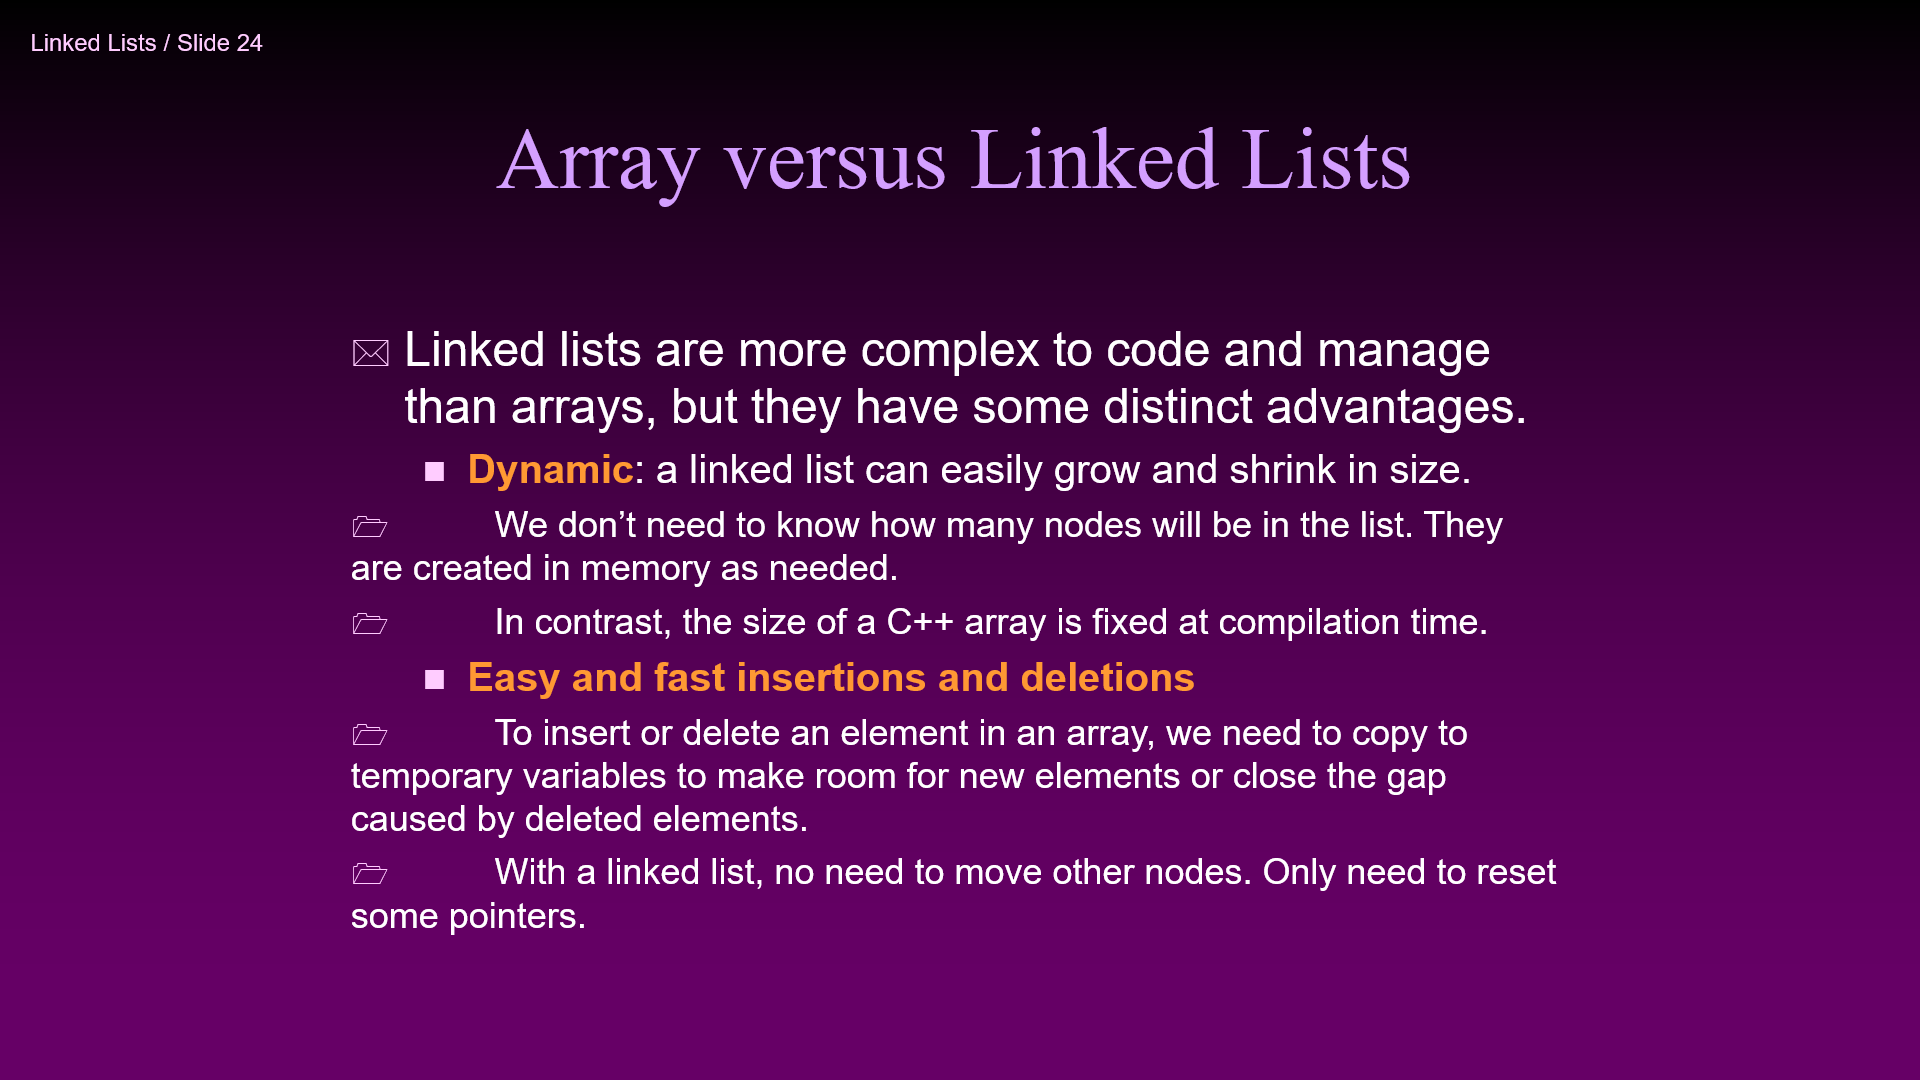 Linked Lists / Slide 24
Array versus Linked Lists
Linked lists are more complex to code and manage
than arrays, but they have some distinct advantages.
Dynamic: a linked list can easily grow and shrink in size.
We don’t need to know how many nodes will be in the list. They
are created in memory as needed.
In contrast, the size of a C++ array is fixed at compilation time.
Easy and fast insertions and deletions
To insert or delete an element in an array, we need to copy to
temporary variables to make room for new elements or close the gap
caused by deleted elements.
With a linked list, no need to move other nodes. Only need to reset
some pointers.